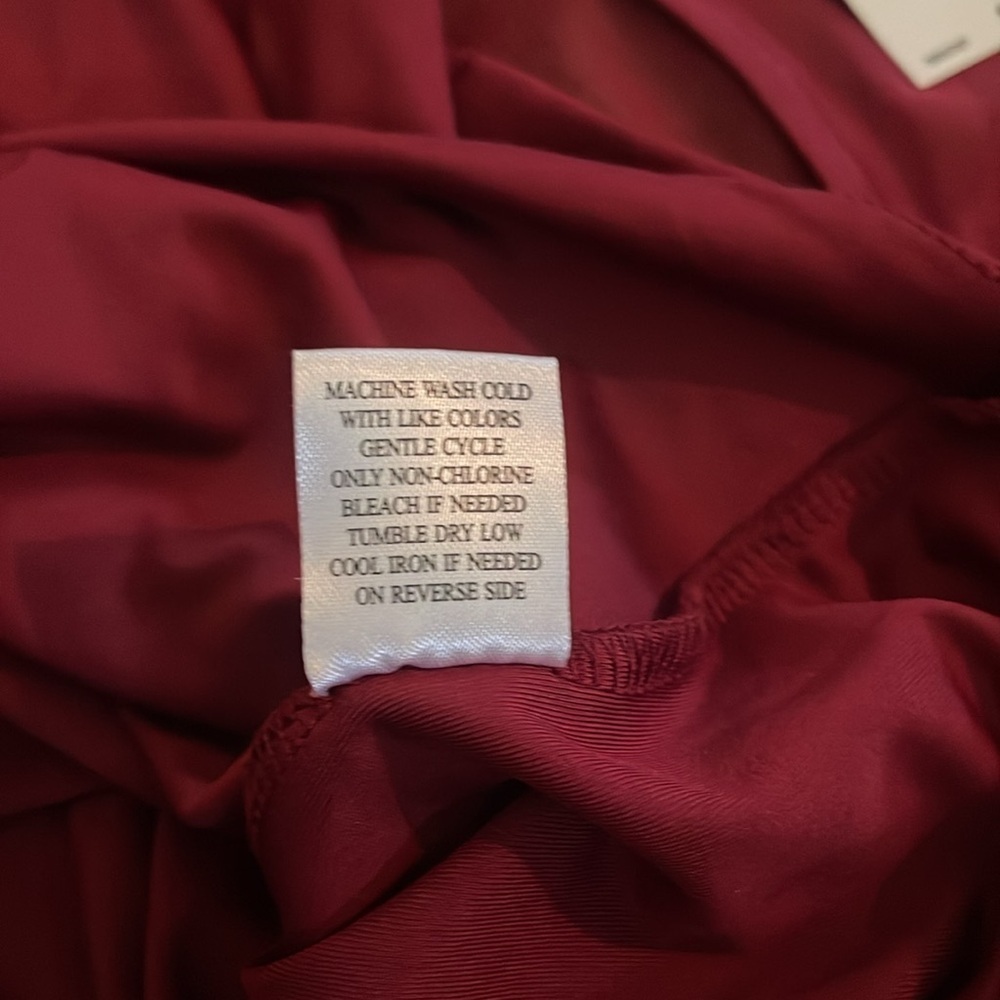 MACHINE WASH COLD
WITH LIKE COLORS
GENTLE CYCLE
ONLY NON-CHLORINE
BLEACH IF NEEDED
TUMBLE DRY LOW
COOL IRON IF NEEDED
ON REVERSE SIDE